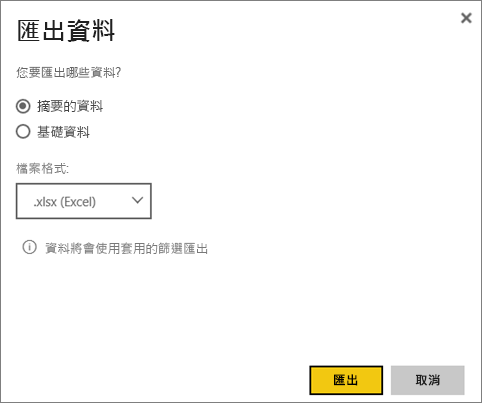 匯出資料
您要匯出哪些資料?
摘要的資料
基礎資料
檔案格式:
.xlsx (Excel)
資料將會使用套用的篩選匯出
匯出
取消